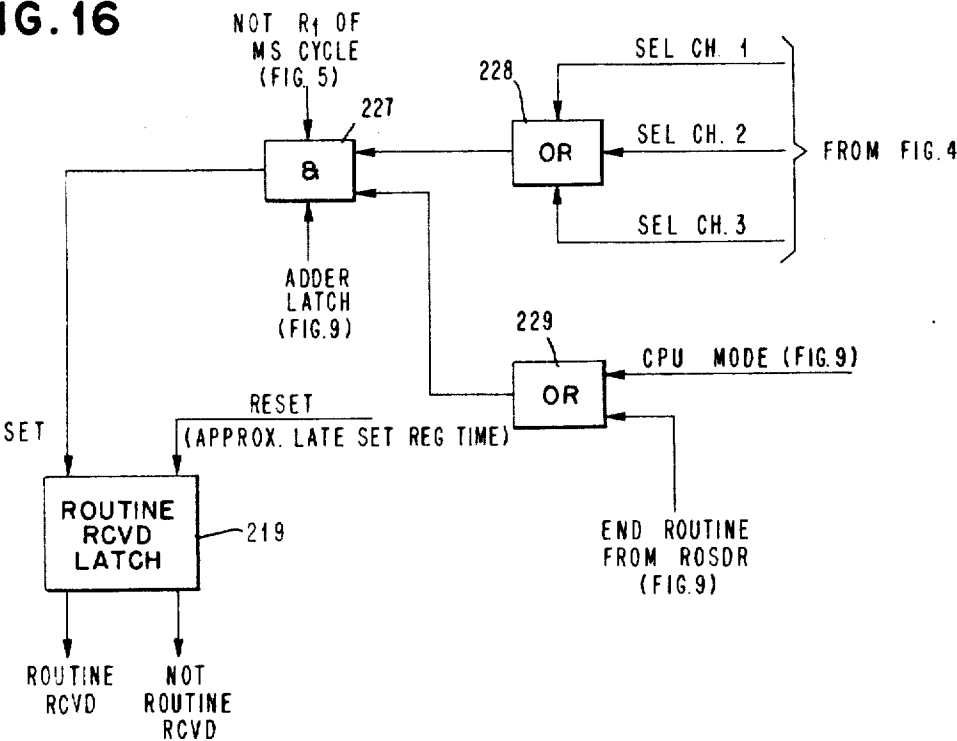 IG. 16
NOT R1 OF
MS CYCLE
(FIG. 5)
227
&
228
OR
SEL CH. 1
SEL CH. 2
SEL CH. 3
FROM FIG. 4
ADDER
LATCH
(FIG. 9)
229
OR
CPU MODE (FIG. 9)
END ROUTINE
FROM ROSDR
(FIG. 9)
SET
RESET
(APPROX. LATE SET REG TIME)
ROUTINE
RCVD
LATCH
219
ROUTINE
RCVD
NOT
ROUTINE
RCVD